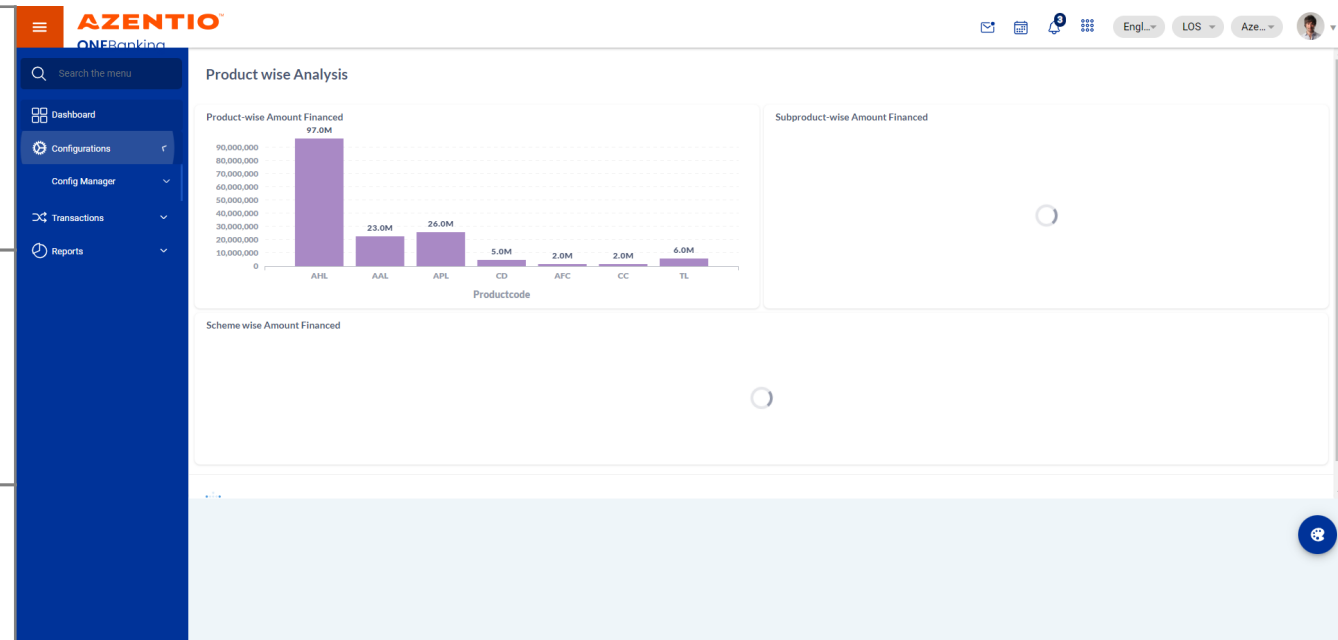 AZENTIO
ONEBanking
3
Engl...
LOS
Aze...
Search the menu
Dashboard
Configurations
Config Manager
Transactions
Reports
Product wise Analysis
Product-wise Amount Financed
97.0M
90,000,000
80,000,000
70,000,000
60,000,000
50,000,000
40,000,000
30,000,000
20,000,000
10,000,000
0
23.0M
26.0M
5.0M
2.0M
2.0M
6.0M
AHL AAL APL CD AFC CC TL
Productcode
Subproduct-wise Amount Financed
Scheme wise Amount Financed